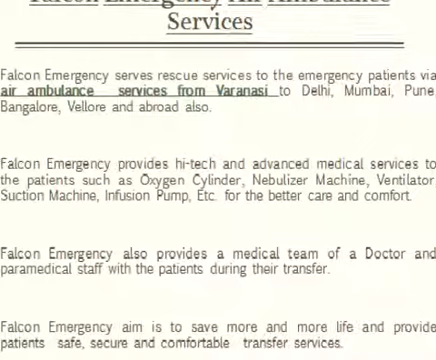 Falcon Emergency Air Ambulance
Services
Falcon Emergency serves rescue services to the emergency patients via
air ambulance services from Varanasi to Delhi, Mumbai, Pune
Bangalore, Vellore and abroad also.
Falcon Emergency provides hi-tech and advanced medical services to
the patients such as Oxygen Cylinder, Nebulizer Machine, Ventilator
Suction Machine, Infusion Pump, Etc. for the better care and comfort.
Falcon Emergency also provides a medical team of a Doctor and
paramedical staff with the patients during their transfer.
Falcon Emergency aim is to save more and more life and provide
patients safe, secure and comfortable transfer services.